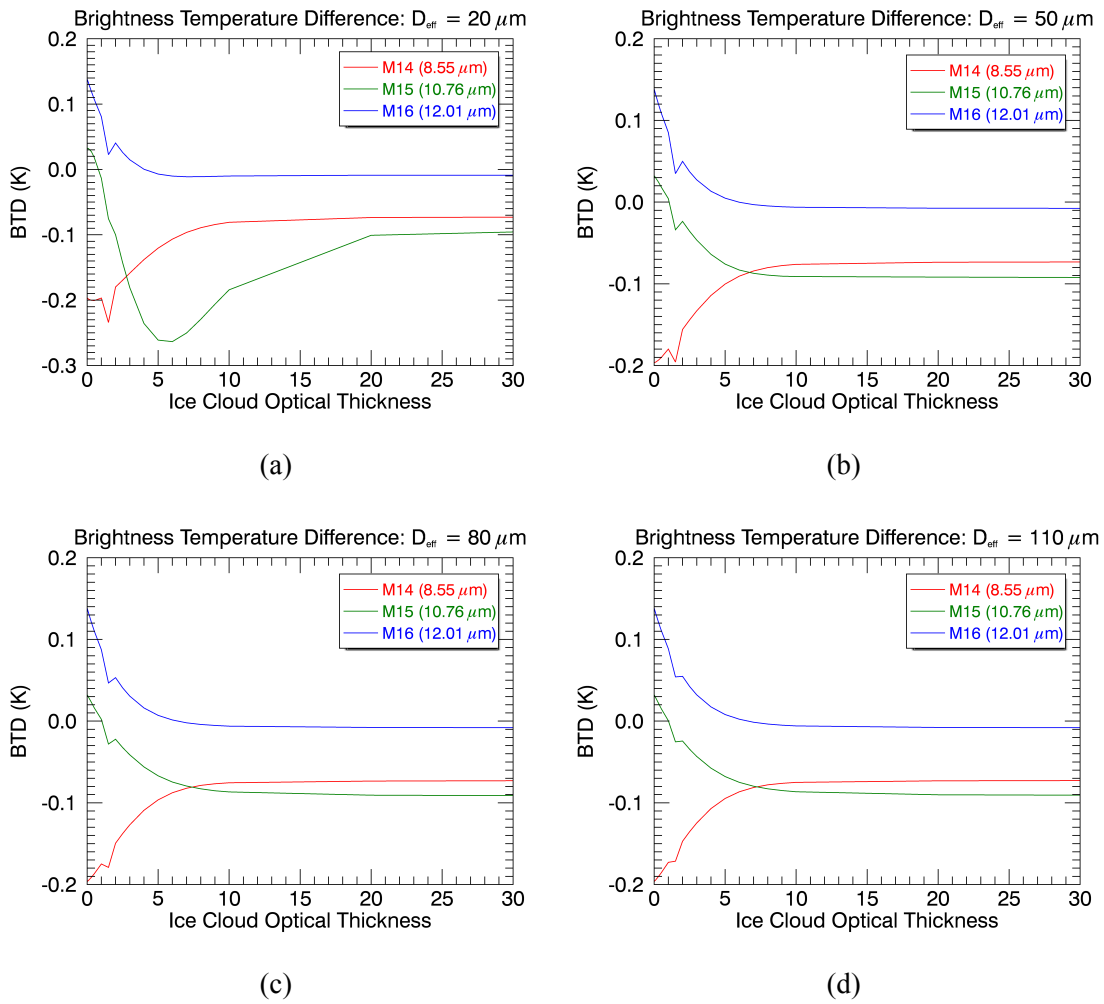 Brightness Temperature Difference: Deff = 20 μm
0.2
0.1
0.0
-0.1
-0.2
-0.3
BTD (K)
M14 (8.55 μm)
M15 (10.76 μm)
M16 (12.01 μm)
0 5 10 15 20 25 30
Ice Cloud Optical Thickness
(a)
Brightness Temperature Difference: Deff = 50 μm
0.2
0.1
0.0
-0.1
-0.2
BTD (K)
M14 (8.55 μm)
M15 (10.76 μm)
M16 (12.01 μm)
0 5 10 15 20 25 30
Ice Cloud Optical Thickness
(b)
Brightness Temperature Difference: Deff = 80 μm
0.2
0.1
0.0
-0.1
-0.2
BTD (K)
M14 (8.55 μm)
M15 (10.76 μm)
M16 (12.01 μm)
0 5 10 15 20 25 30
Ice Cloud Optical Thickness
(c)
Brightness Temperature Difference: Deff = 110 μm
0.2
0.1
0.0
-0.1
-0.2
BTD (K)
M14 (8.55 μm)
M15 (10.76 μm)
M16 (12.01 μm)
0 5 10 15 20 25 30
Ice Cloud Optical Thickness
(d)